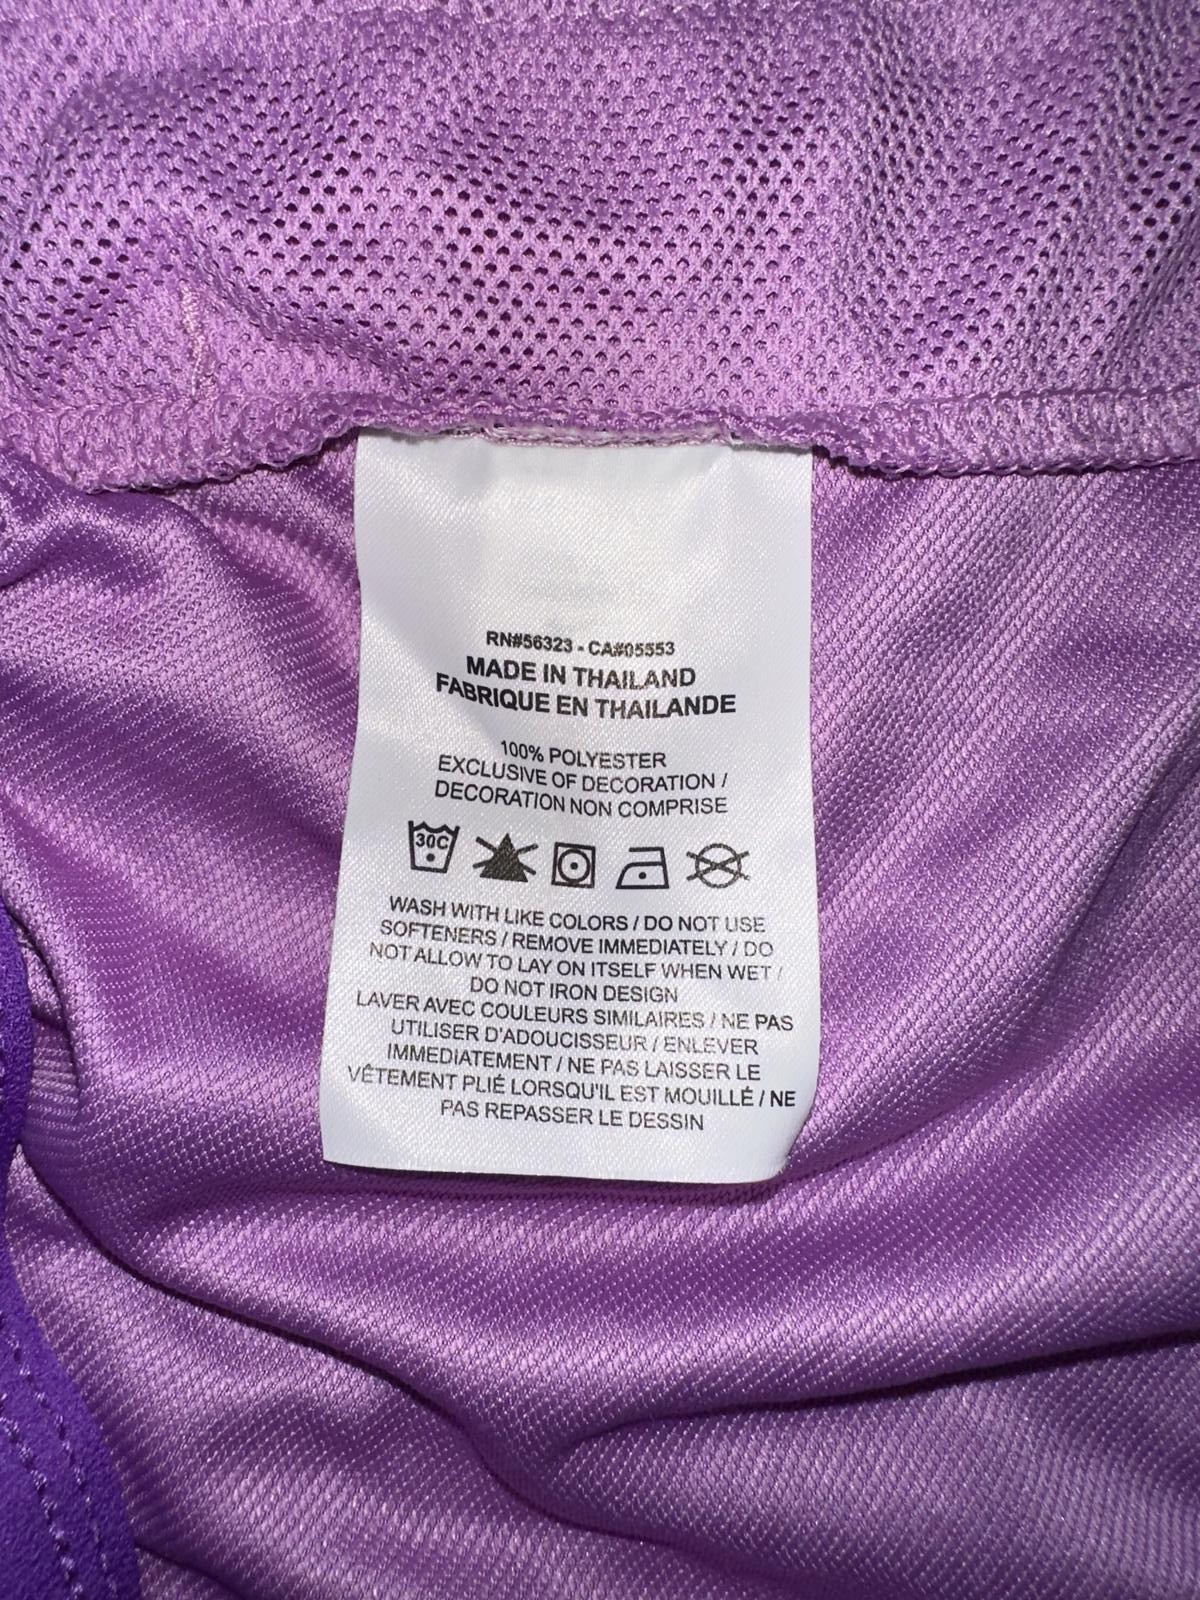 RN#56323 - CA#05553
MADE IN THAILAND
FABRIQUE EN THAILANDE
100% POLYESTER
EXCLUSIVE OF DECORATION /
DECORATION NON COMPRISE
30C
WASH WITH LIKE COLORS / DO NOT USE
SOFTENERS / REMOVE IMMEDIATELY / DO
NOT ALLOW TO LAY ON ITSELF WHEN WET /
DO NOT IRON DESIGN
LAVER AVEC COULEURS SIMILAIRES / NE PAS
UTILISER D'ADOUCISSEUR / ENLEVER
IMMEDIATEMENT / NE PAS LAISSER LE
VÊTEMENT PLIÉ LORSQU'IL EST MOUILLÉ / NE
PAS REPASSER LE DESSIN